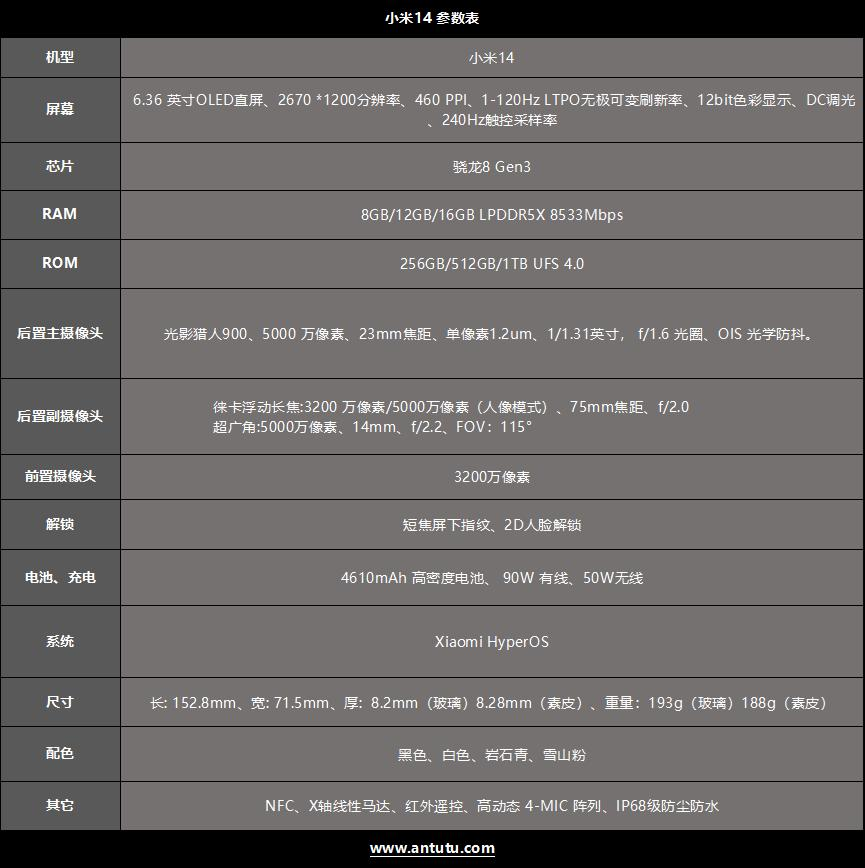 小米14 参数表
机型
小米14
屏幕
6.36 英寸OLED直屏、2670 *1200分辨率、460 PPI、1-120Hz LTPO无极可变刷新率、12bit色彩显示、DC调光
、240Hz触控采样率
芯片
骁龙8 Gen3
RAM
8GB/12GB/16GB LPDDR5X 8533Mbps
ROM
256GB/512GB/1TB UFS 4.0
后置主摄像头
光影猎人900、5000 万像素、23mm焦距、单像素1.2um、1/1.31英寸， f/1.6 光圈、OIS 光学防抖。
后置副摄像头
徕卡浮动长焦:3200 万像素/5000万像素（人像模式）、75mm焦距、f/2.0
超广角:5000万像素、14mm、f/2.2、FOV：115°
前置摄像头
3200万像素
解锁
短焦屏下指纹、2D人脸解锁
电池、充电
4610mAh 高密度电池、 90W 有线、50W无线
系统
Xiaomi HyperOS
尺寸
长: 152.8mm、宽: 71.5mm、厚: 8.2mm（玻璃）8.28mm（素皮）、重量：193g（玻璃）188g（素皮）
配色
黑色、白色、岩石青、雪山粉
其它
NFC、X轴线性马达、红外遥控、高动态 4-MIC 阵列、IP68级防尘防水
www.antutu.com